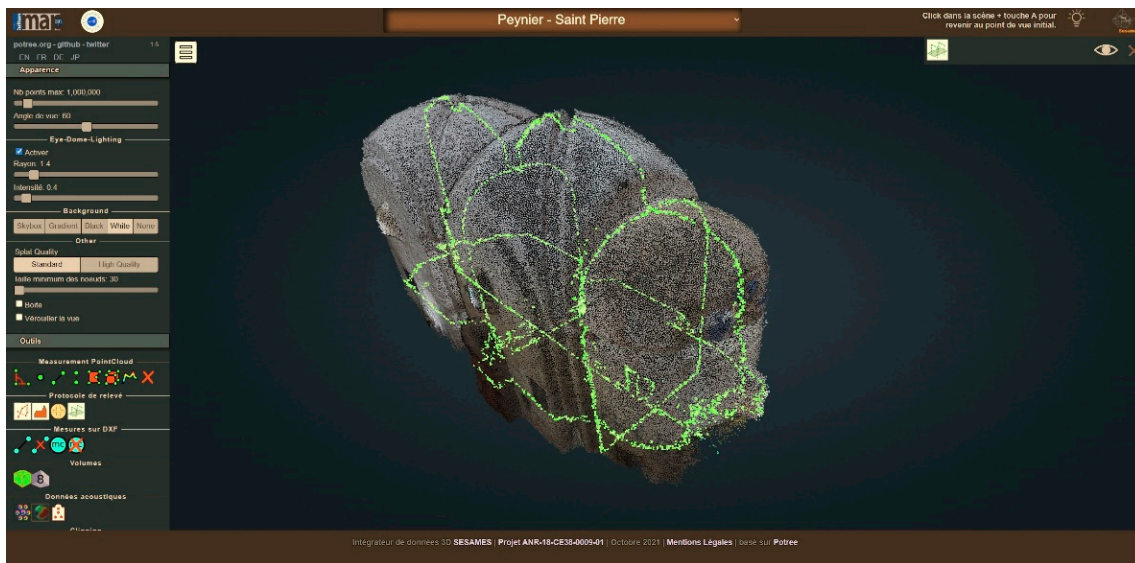 map
Peynier - Saint Pierre
Click dans la scène + touche A pour
revenir au point de vue initial.
potree.org - github - twitter
1.5
EN FR DE JP
Apparence
Nb points max: 1,000,000
Angle de vue: 60
Eye-Dome-Lighting
Activer
Rayon: 1.4
Intensité: 0.4
Background
Skybox Gradient Black White None
Other
Splat Quality
Standard High Quality
Taille minimum des noeuds: 30
Boite
Vérouiller la vue
Outils
Measurement PointCloud
Protocole de relevé
Mesures sur DXF
Volumes
Données acoustiques
Clipping
Intégrateur de données 3D SESAMES | Projet ANR-18-CE38-0009-01 | Octobre 2021 | Mentions Légales | basé sur Potree